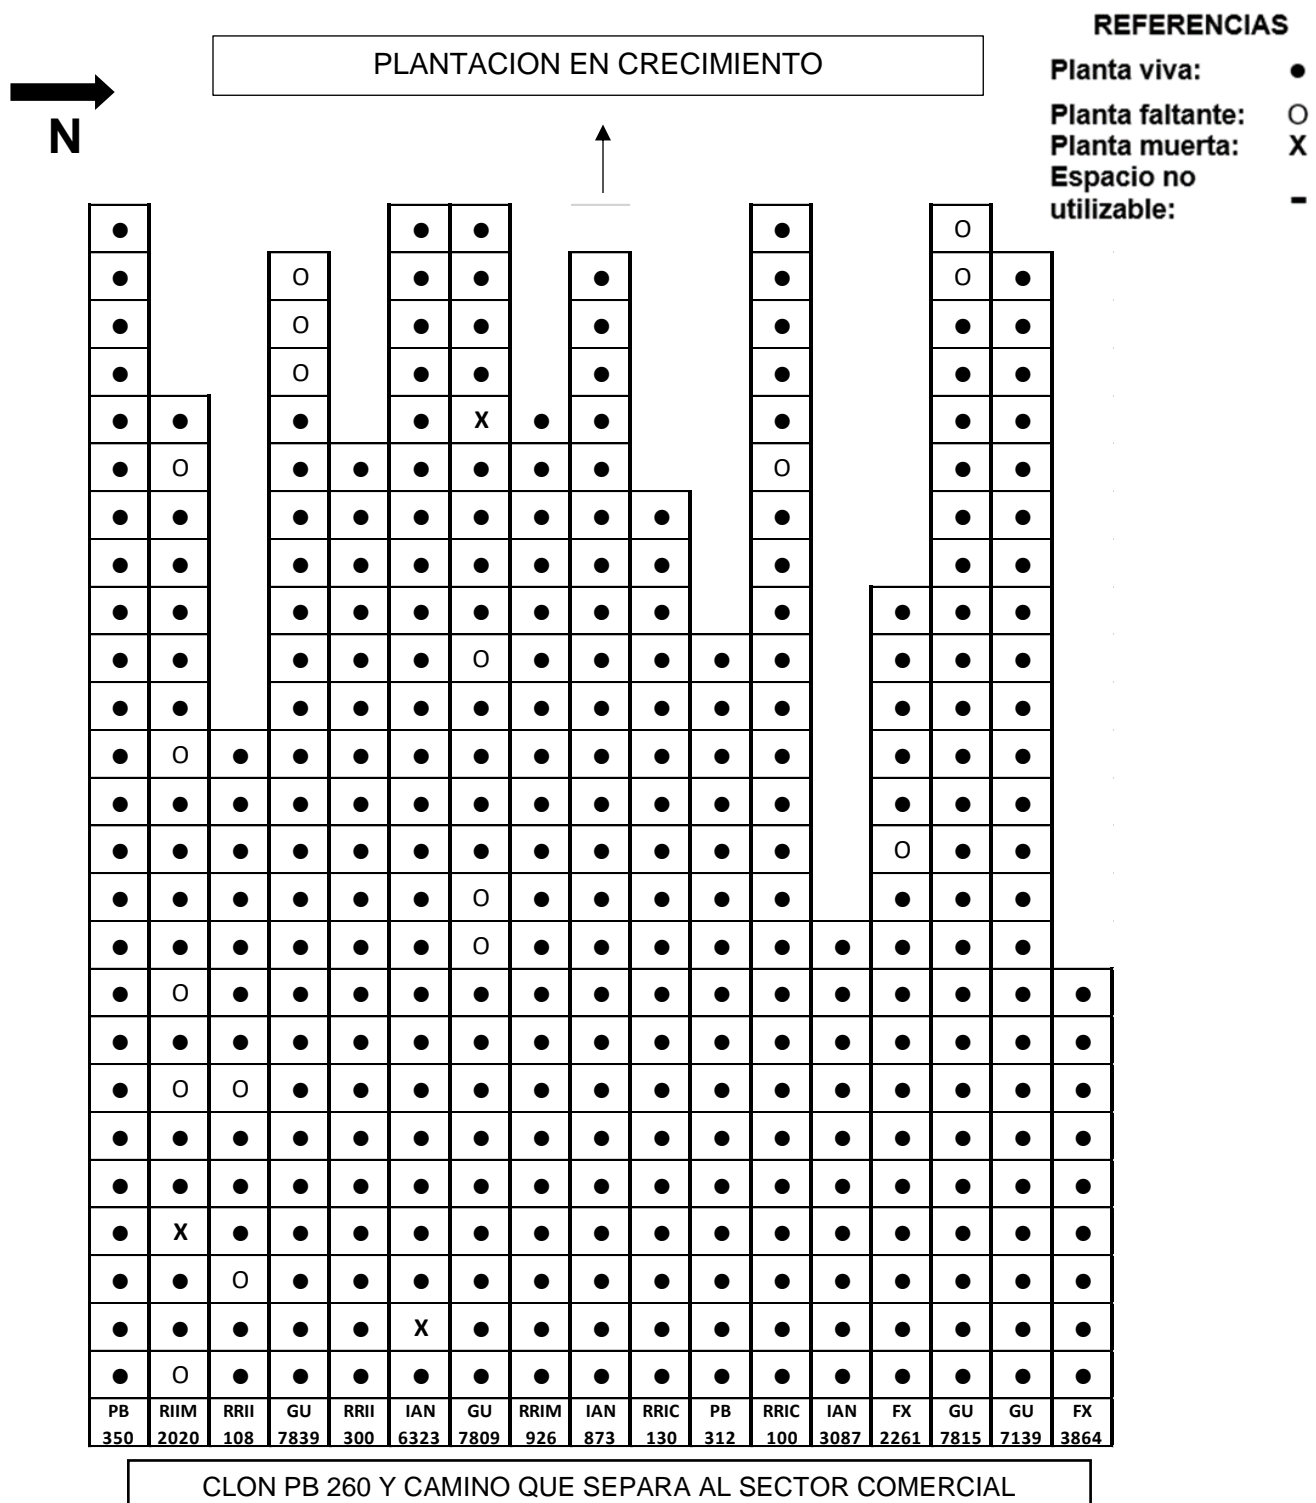 REFERENCIAS
Planta viva: ●
Planta faltante: O
Planta muerta: X
Espacio no
utilizable: -
PLANTACION EN CRECIMIENTO
N
● ● ● ● O
● O ● ● ● ● O ●
● O ● ● ● ● ● ●
● O ● ● ● ● ● ●
● ● ● ● X ● ● ● ● ●
● O ● ● ● ● ● ● O ● ●
● ● ● ● ● ● ● ● ● ● ● ●
● ● ● ● ● ● ● ● ● ● ● ●
● ● ● ● ● ● ● ● ● ● ● ● ●
● ● ● ● ● O ● ● ● ● ● ● ● ●
● ● ● ● ● ● ● ● ● ● ● ● ● ●
● O ● ● ● ● ● ● ● ● ● ● ● ● ●
● ● ● ● ● ● ● ● ● ● ● ● ● ● ●
● ● ● ● ● ● ● ● ● ● ● ● O ● ●
● ● ● ● ● ● O ● ● ● ● ● ● ● ●
● ● ● ● ● ● O ● ● ● ● ● ● ● ● ●
● O ● ● ● ● ● ● ● ● ● ● ● ● ● ● ●
● ● ● ● ● ● ● ● ● ● ● ● ● ● ● ● ●
● O O ● ● ● ● ● ● ● ● ● ● ● ● ● ●
● ● ● ● ● ● ● ● ● ● ● ● ● ● ● ● ●
● ● ● ● ● ● ● ● ● ● ● ● ● ● ● ● ●
● X ● ● ● ● ● ● ● ● ● ● ● ● ● ● ●
● ● O ● ● ● ● ● ● ● ● ● ● ● ● ● ●
● ● ● ● ● X ● ● ● ● ● ● ● ● ● ● ●
● O ● ● ● ● ● ● ● ● ● ● ● ● ● ● ●
PB RIIM RRII GU RRII IAN GU RRIM IAN RRIC PB RRIC IAN FX GU GU FX
350 2020 108 7839 300 6323 7809 926 873 130 312 100 3087 2261 7815 7139 3864
CLON PB 260 Y CAMINO QUE SEPARA AL SECTOR COMERCIAL